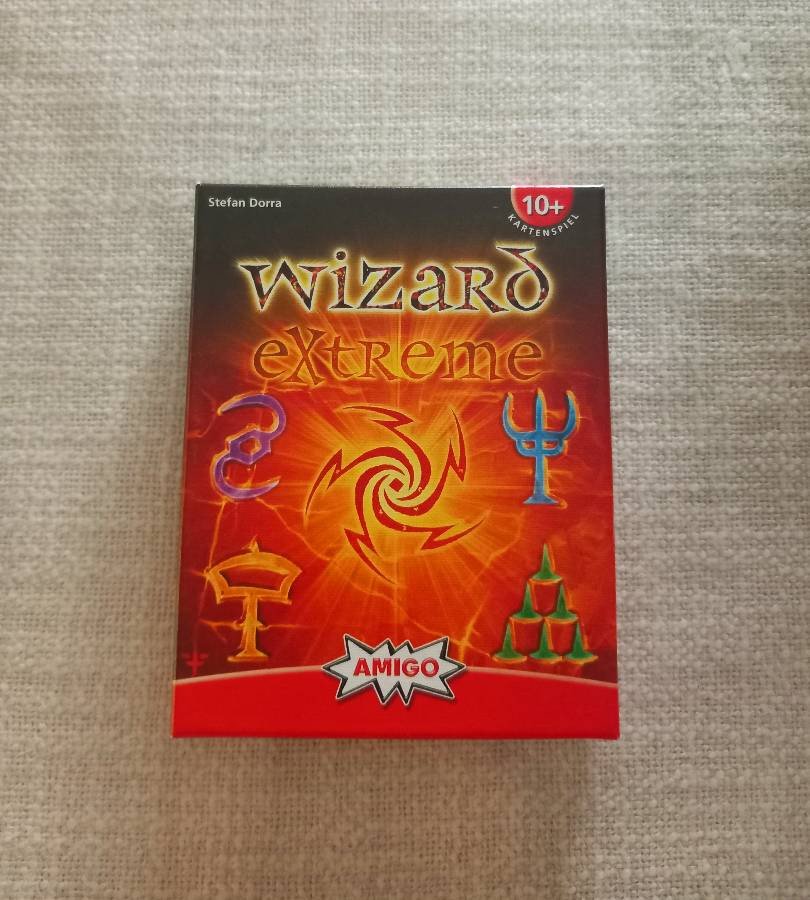 Stefan Dorra
10+
KARTENSPIEL
wizard
extreme
AMIGO